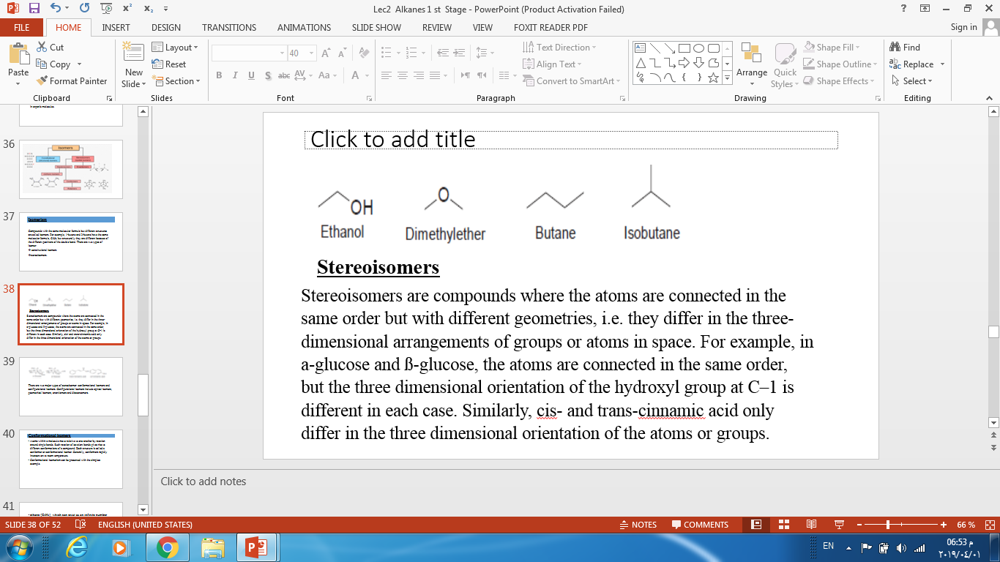 Lec2 Alkanes 1 st Stage - PowerPoint (Product Activation Failed)
FILE HOME INSERT DESIGN TRANSITIONS ANIMATIONS SLIDE SHOW REVIEW VIEW FOXIT READER PDF Sign in
Cut
Copy
Format Painter
Paste
Clipboard
New Slide
Layout
Reset
Section
Slides
40
B I U S abc AV Aa A
Font
Text Direction
Align Text
Convert to SmartArt
Paragraph
Arrange
Quick Styles
Shape Fill
Shape Outline
Shape Effects
Drawing
Find
Replace
Select
Editing
36
Isomers
37
Isomerism
38
39
40
Conformational isomers
41
Click to add title
OH
O
Ethanol Dimethylether Butane Isobutane
Stereoisomers
Stereoisomers are compounds where the atoms are connected in the
same order but with different geometries, i.e. they differ in the three-
dimensional arrangements of groups or atoms in space. For example, in
a-glucose and ß-glucose, the atoms are connected in the same order,
but the three dimensional orientation of the hydroxyl group at C–1 is
different in each case. Similarly, cis- and trans-cinnamic acid only
differ in the three dimensional orientation of the atoms or groups.
Click to add notes
SLIDE 38 OF 52 ENGLISH (UNITED STATES) NOTES COMMENTS 66 %
EN
06:53 م
٢٠١٩/٠٤/٠١